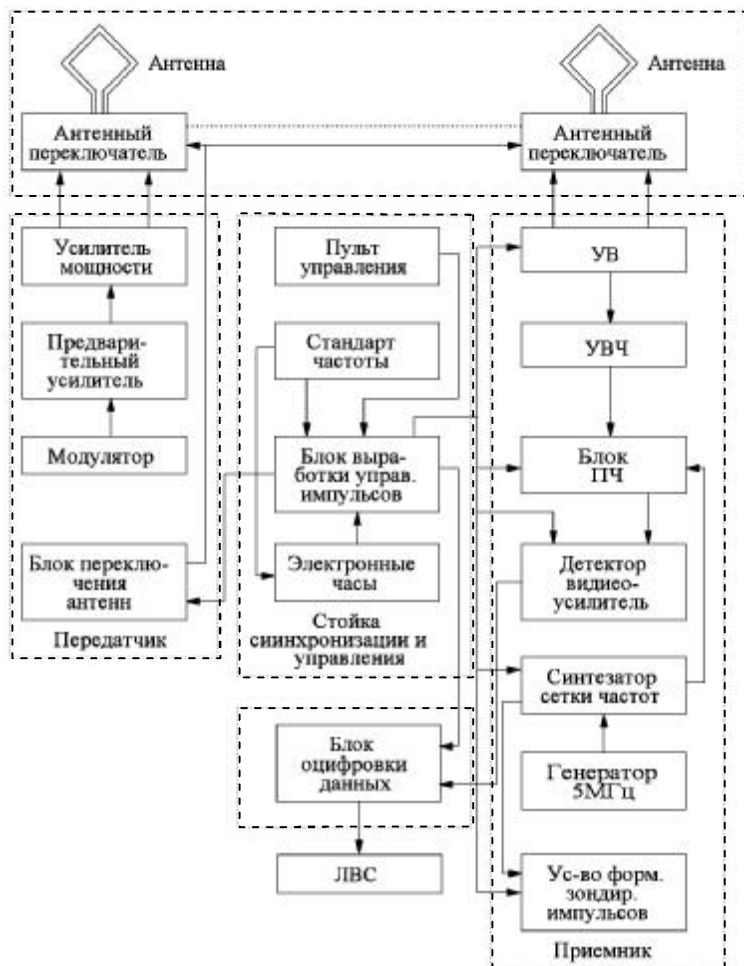 Антенна
Антенна
Антенный
переключатель
Антенный
переключатель
Усилитель
мощности
Предвари-
тельный
усилитель
Модулятор
Блок переклю-
чения
антенн
Передатчик
Пульт
управления
Стандарт
частоты
Блок выра-
ботки управ.
импульсов
Электронные
часы
Стойка
сиинхронизации и
управления
Блок
оцифровки
данных
ЛВС
УВ
УВЧ
Блок
ПЧ
Детектор
видиео-
усилитель
Синтезатор
сетки частот
Генератор
5МГц
Ус-во форм.
зондир.
импульсов
Приемник